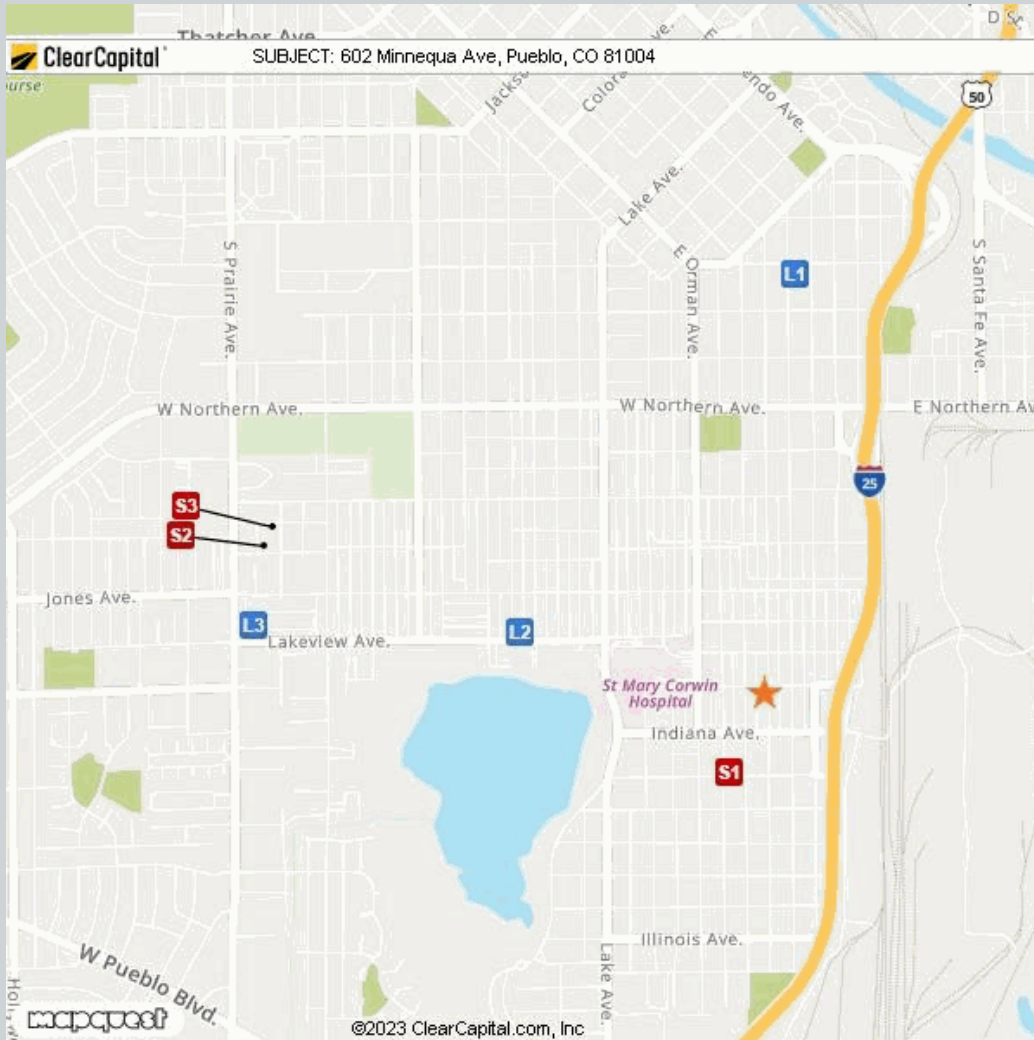 D St.
Thatcher Ave.
ClearCapital
SUBJECT: 602 Minnequa Ave, Pueblo, CO 81004
50
Lake Ave.
S Prairie Ave.
E Orman Ave.
L1
S Santa Fe Ave.
W Northern Ave.
W Northern Ave.
E Northern Av
25
S3
S2
Jones Ave.
L3
Lakeview Ave.
L2
St Mary Corwin
Hospital
Indiana Ave.
S1
Illinois Ave.
W Pueblo Blvd.
Lake Ave.
mapquest
©2023 ClearCapital.com, Inc